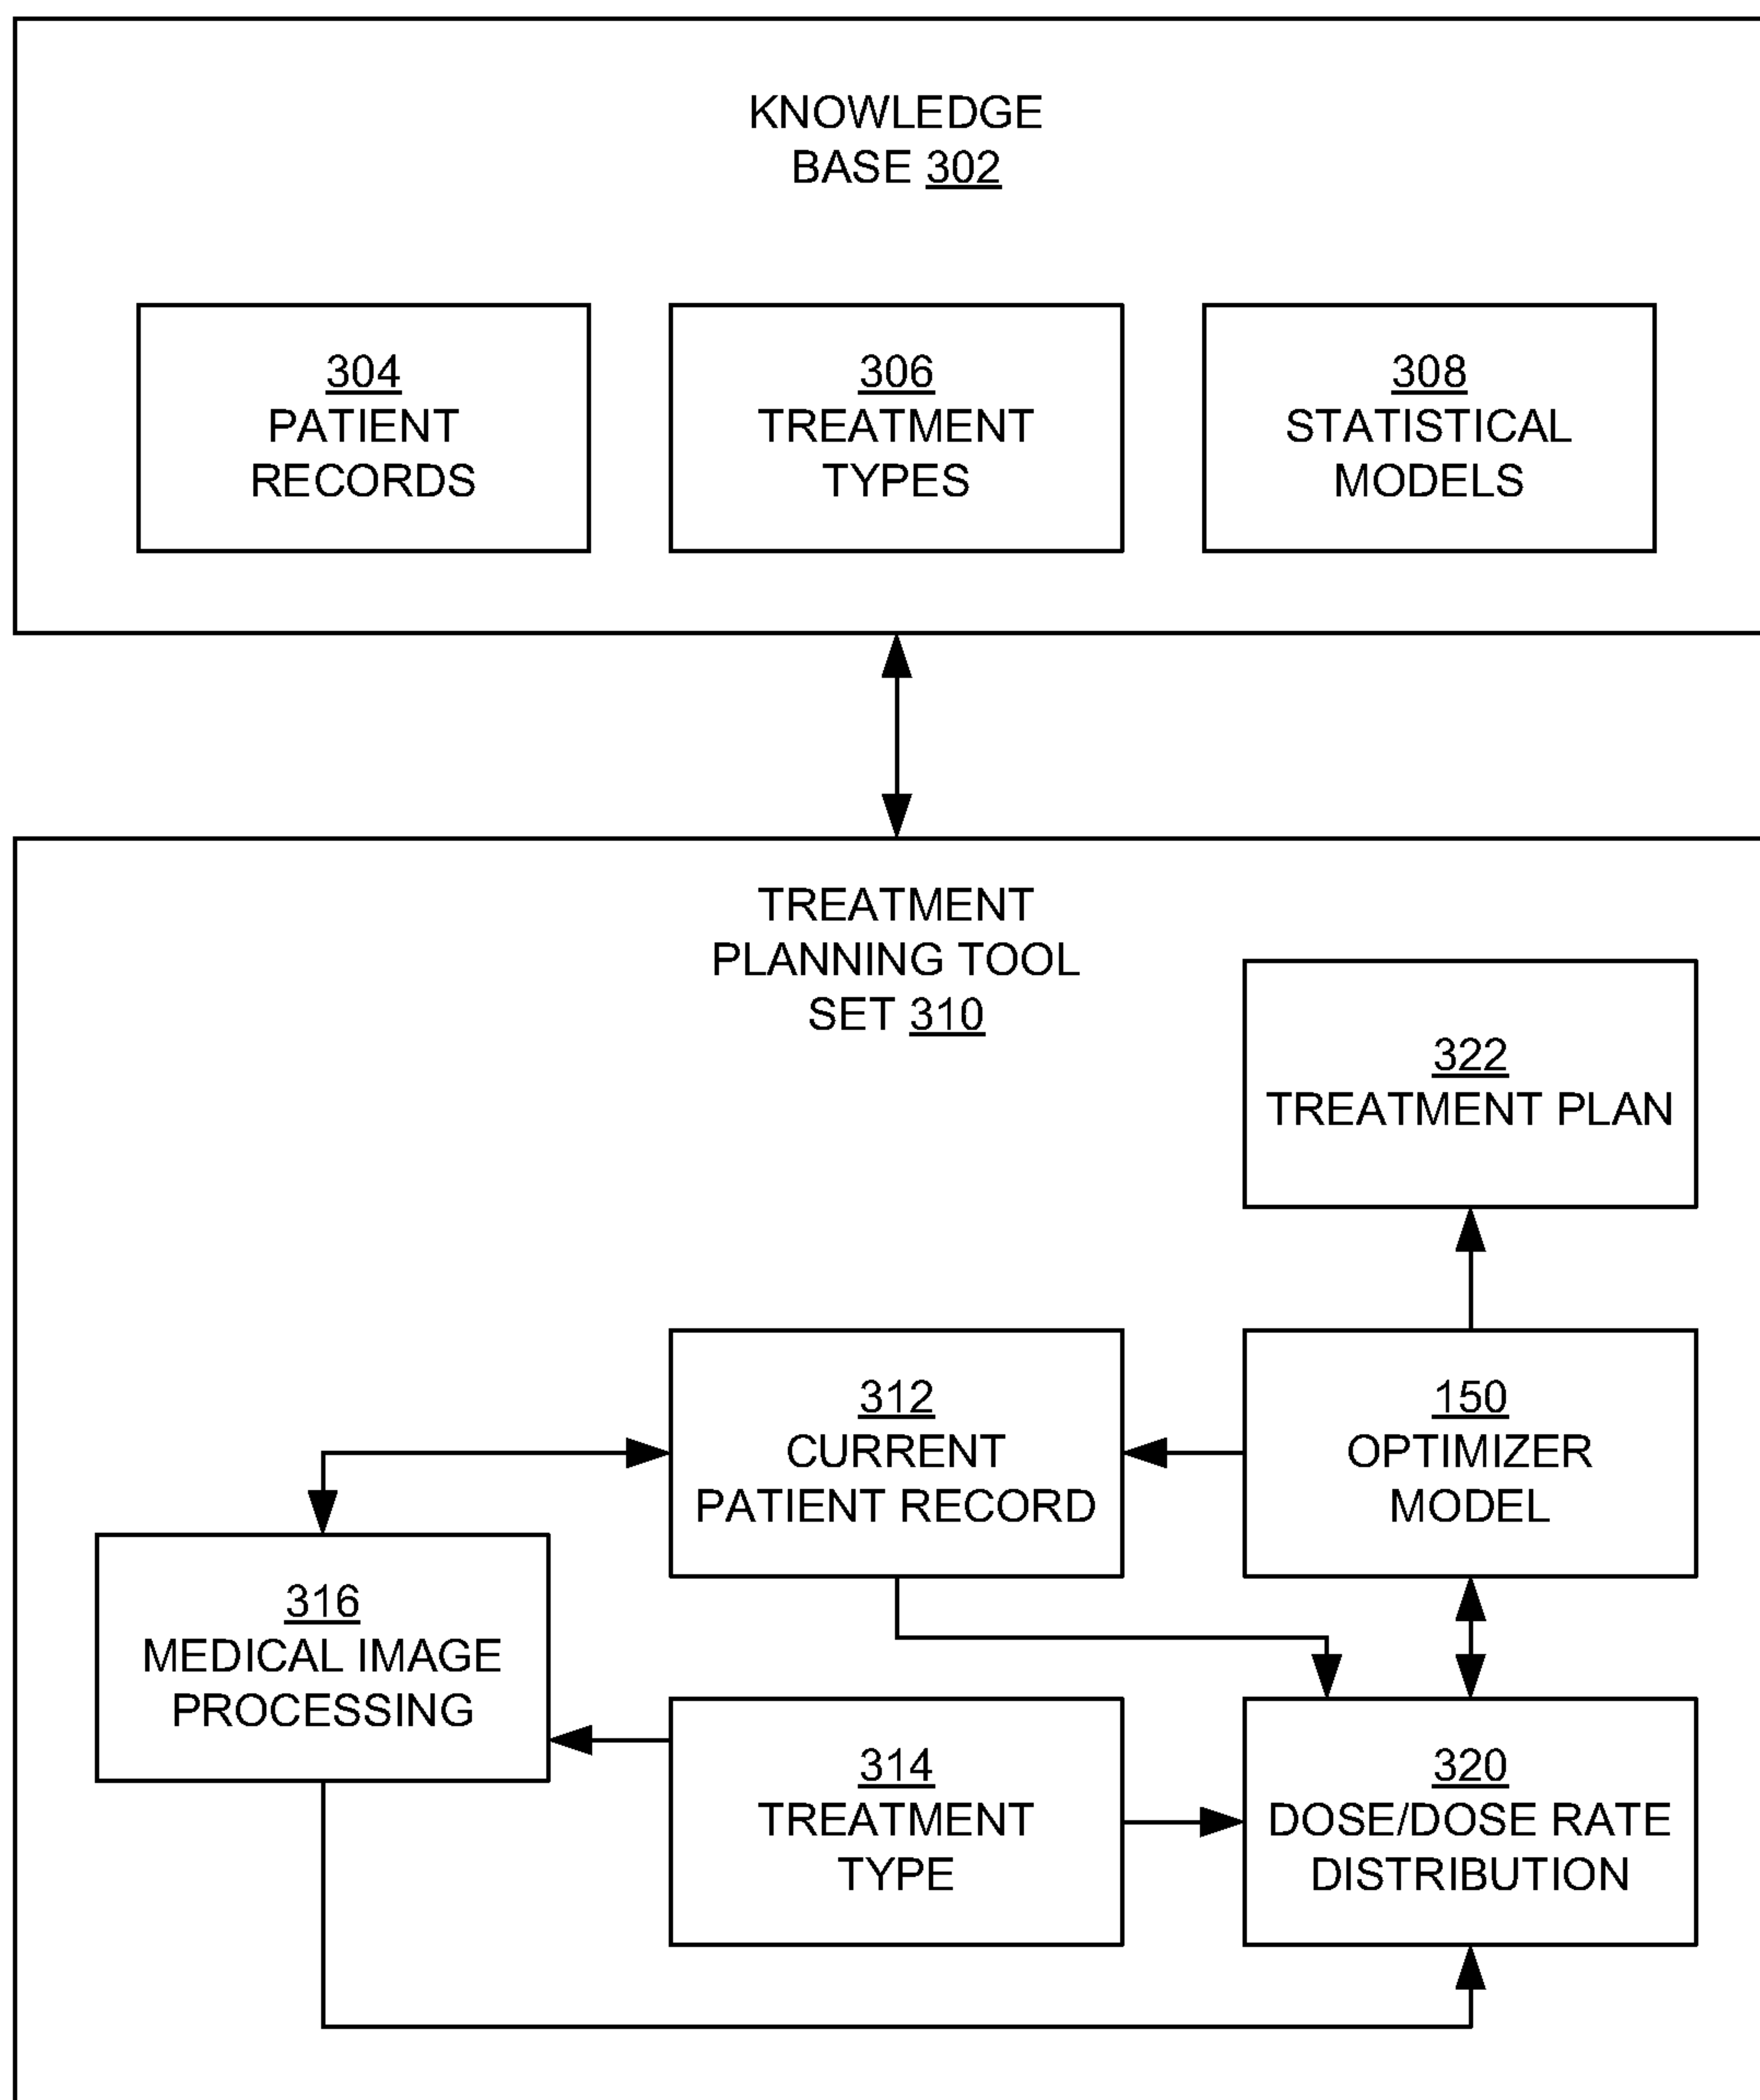 KNOWLEDGE
BASE 302
304
PATIENT
RECORDS
306
TREATMENT
TYPES
308
STATISTICAL
MODELS
TREATMENT
PLANNING TOOL
SET 310
322
TREATMENT PLAN
312
CURRENT
PATIENT RECORD
150
OPTIMIZER
MODEL
316
MEDICAL IMAGE
PROCESSING
314
TREATMENT
TYPE
320
DOSE/DOSE RATE
DISTRIBUTION